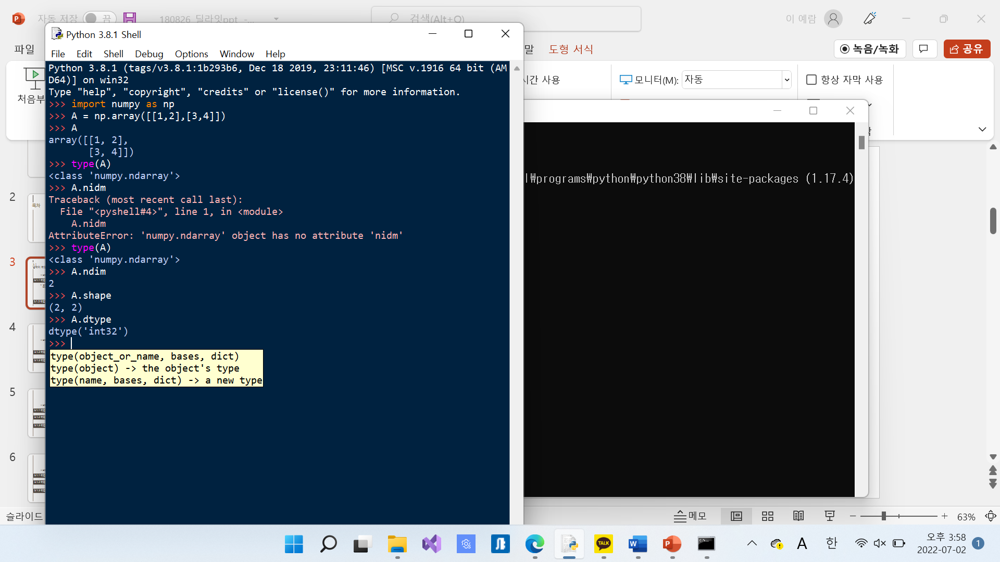 자동 저장
끔
180826_딜라잇ppt -...
검색(Alt+Q)
이 예람
파일
말
도형 서식
녹음/녹화
공유
처음부
시간 사용
모니터(M):
자동
항상 자막 사용
Python 3.8.1 Shell
File Edit Shell Debug Options Window Help
Python 3.8.1 (tags/v3.8.1:1b293b6, Dec 18 2019, 23:11:46) [MSC v.1916 64 bit (AM
D64)] on win32
Type "help", "copyright", "credits" or "license()" for more information.
>>> import numpy as np
>>> A = np.array([[1,2],[3,4]])
>>> A
array([[1, 2],
       [3, 4]])
>>> type(A)
<class 'numpy.ndarray'>
>>> A.nidm
Traceback (most recent call last):
  File "<pyshell#4>", line 1, in <module>
    A.nidm
AttributeError: 'numpy.ndarray' object has no attribute 'nidm'
>>> type(A)
<class 'numpy.ndarray'>
>>> A.ndim
2
>>> A.shape
(2, 2)
>>> A.dtype
dtype('int32')
>>>
type(object_or_name, bases, dict)
type(object) -> the object's type
type(name, bases, dict) -> a new type
l₩programs₩python₩python38₩lib₩site-packages (1.17.4)
2
목차
3
4
5
6
슬라이드
메모
63%
TALK
A
한
오후 3:58
2022-07-02
1